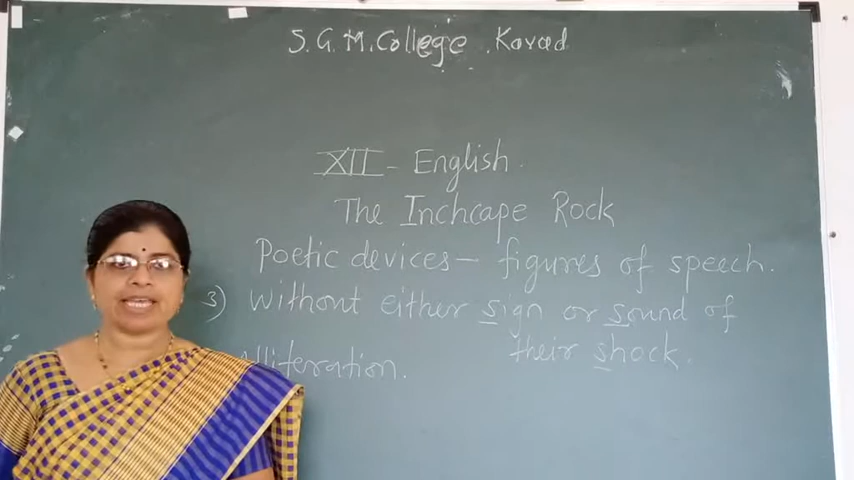 S.G.M. College .Kovad
XII - English.
The Inchcape Rock
Poetic devices— figures of speech.
3) without either sign or sound of
their shock.
Alliteration.